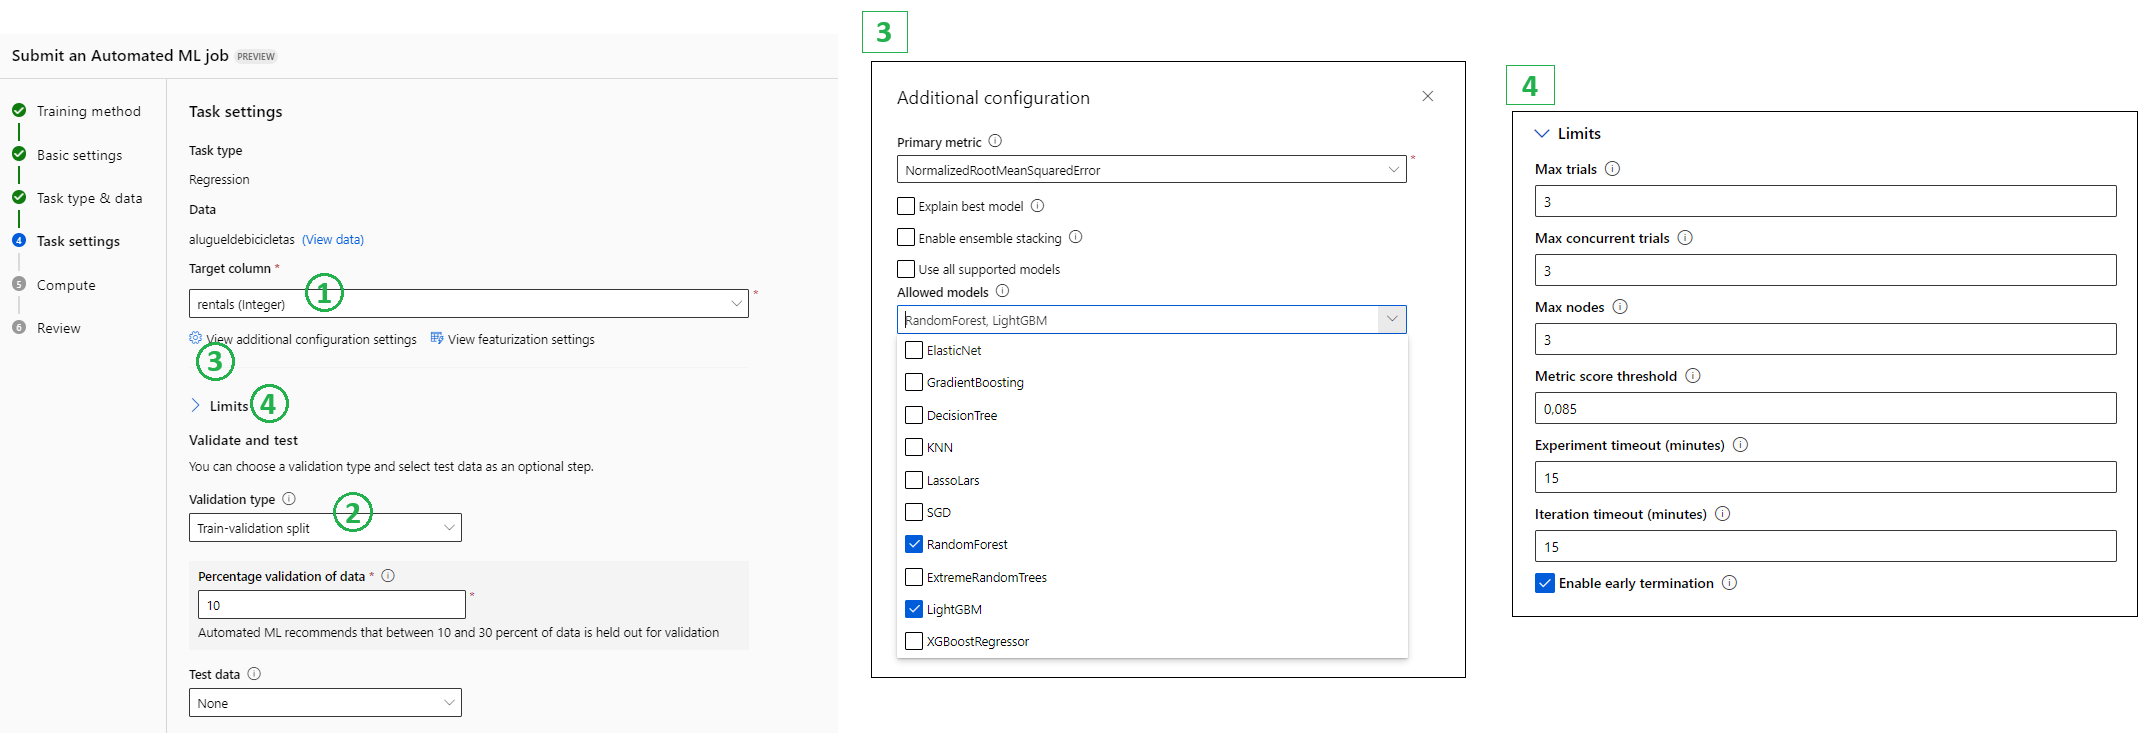 Submit an Automated ML job PREVIEW
Training method
Basic settings
Task type & data
4 Task settings
5 Compute
6 Review
Task settings
Task type
Regression
Data
alugueldebicicletas (View data)
Target column *
1
rentals (Integer) *
View additional configuration settings View featurization settings
3
Limits 4
Validate and test
You can choose a validation type and select test data as an optional step.
Validation type
2
Train-validation split
Percentage validation of data *
10 *
Automated ML recommends that between 10 and 30 percent of data is held out for validation
Test data
None
3
Additional configuration
Primary metric
NormalizedRootMeanSquaredError *
Explain best model
Enable ensemble stacking
Use all supported models
Allowed models
RandomForest, LightGBM
ElasticNet
GradientBoosting
DecisionTree
KNN
LassoLars
SGD
RandomForest
ExtremeRandomTrees
LightGBM
XGBoostRegressor
4
Limits
Max trials
3
Max concurrent trials
3
Max nodes
3
Metric score threshold
0,085
Experiment timeout (minutes)
15
Iteration timeout (minutes)
15
Enable early termination